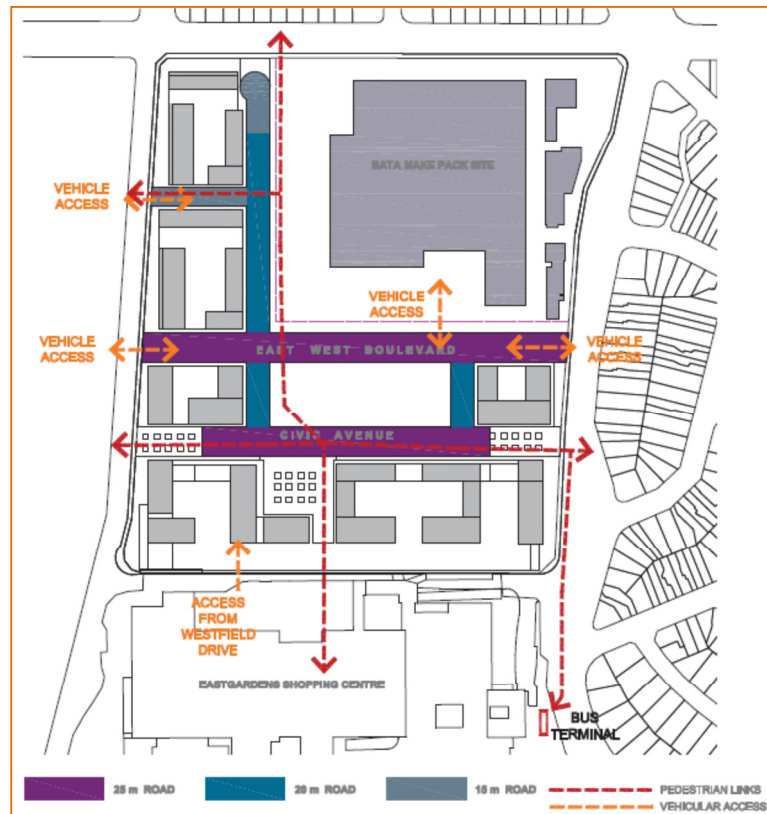 BATA MAKE PACK SITE
VEHICLE
ACCESS
VEHICLE
ACCESS
VEHICLE
ACCESS
EAST WEST BOULEVARD
VEHICLE
ACCESS
CIVIC AVENUE
ACCESS
FROM
WESTFIELD
DRIVE
EASTGARDENS SHOPPING CENTRE
BUS
TERMINAL
25 m ROAD
20 m ROAD
15 m ROAD
PEDESTRIAN LINKS
VEHICULAR ACCESS